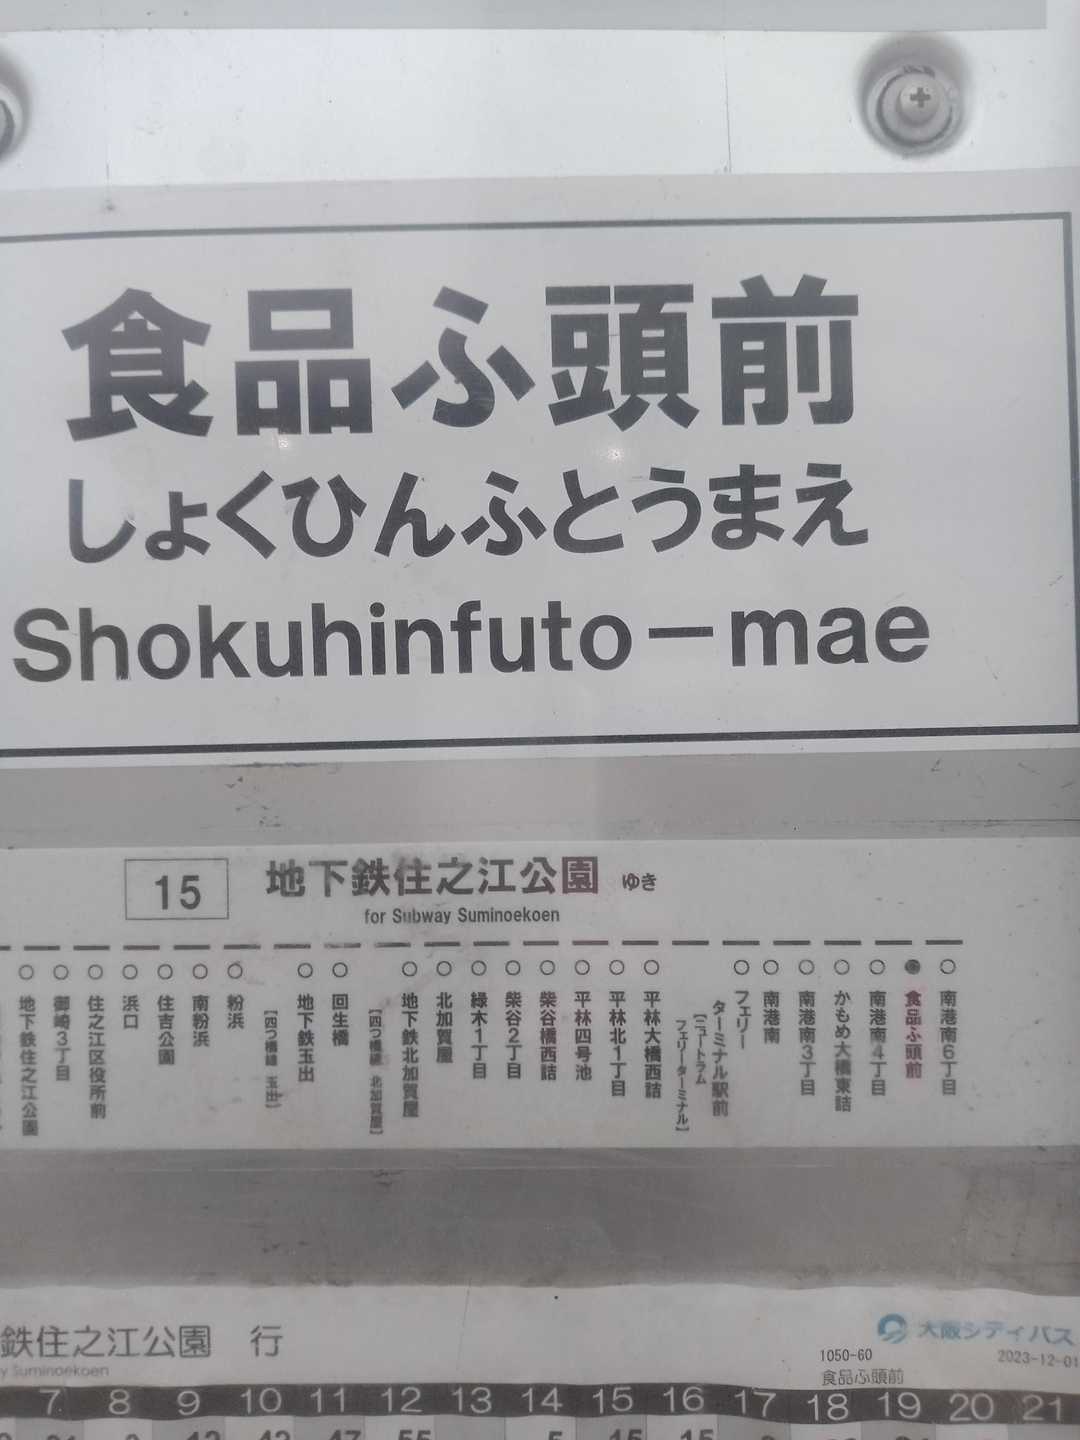 食品ふ頭前
しょくひんふとうまえ
Shokuhinfuto－mae
15 地下鉄住之江公園 ゆき
for Subway Suminoekoen
南港南6丁目
食品ふ頭前
南港南4丁目
かもめ大橋東詰
南港南3丁目
南港南
フェリー
ターミナル駅前
［ニュートラム
フェリーターミナル］
平林大橋西詰
平林北1丁目
平林四号池
柴谷橋西詰
柴谷2丁目
緑木1丁目
北加賀屋
地下鉄北加賀屋
［四つ橋線 北加賀屋］
回生橋
地下鉄玉出
［四つ橋線 玉出］
粉浜
南粉浜
住吉公園
浜口
住之江区役所前
御崎3丁目
地下鉄住之江公園
鉄住之江公園 行
y Suminoekoen
大阪シティバス
1050-60
2023-12-01
食品ふ頭前
7 8 9 10 11 12 13 14 15 16 17 18 19 20 21